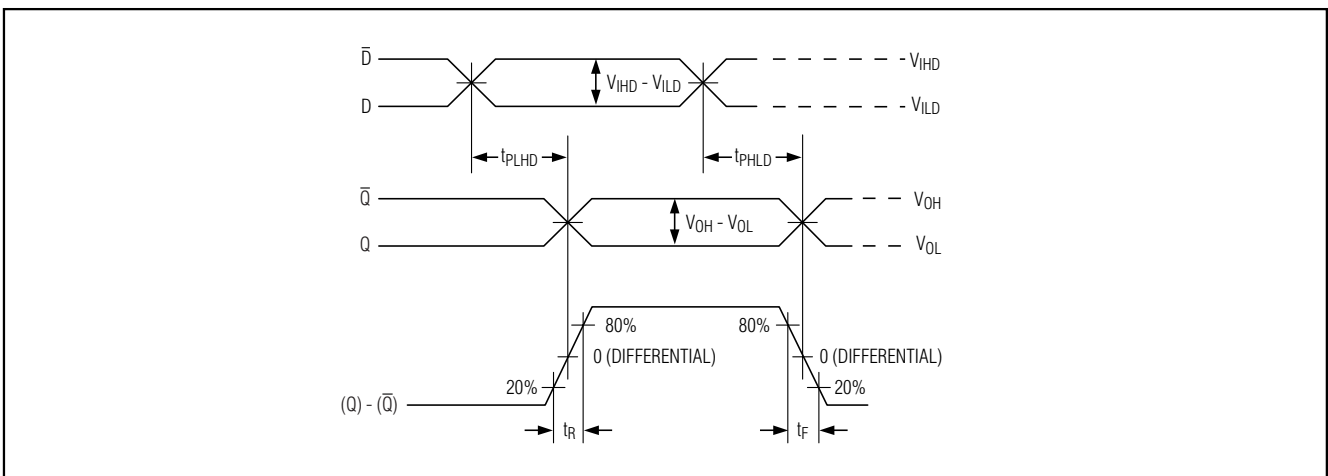 D̅
V_IHD
V_IHD - V_ILD
D
V_ILD
t_PLHD
t_PHLD
Q̅
V_OH
V_OH - V_OL
Q
V_OL
80%
80%
0 (DIFFERENTIAL)
0 (DIFFERENTIAL)
20%
20%
(Q) - (Q̅)
t_R
t_F